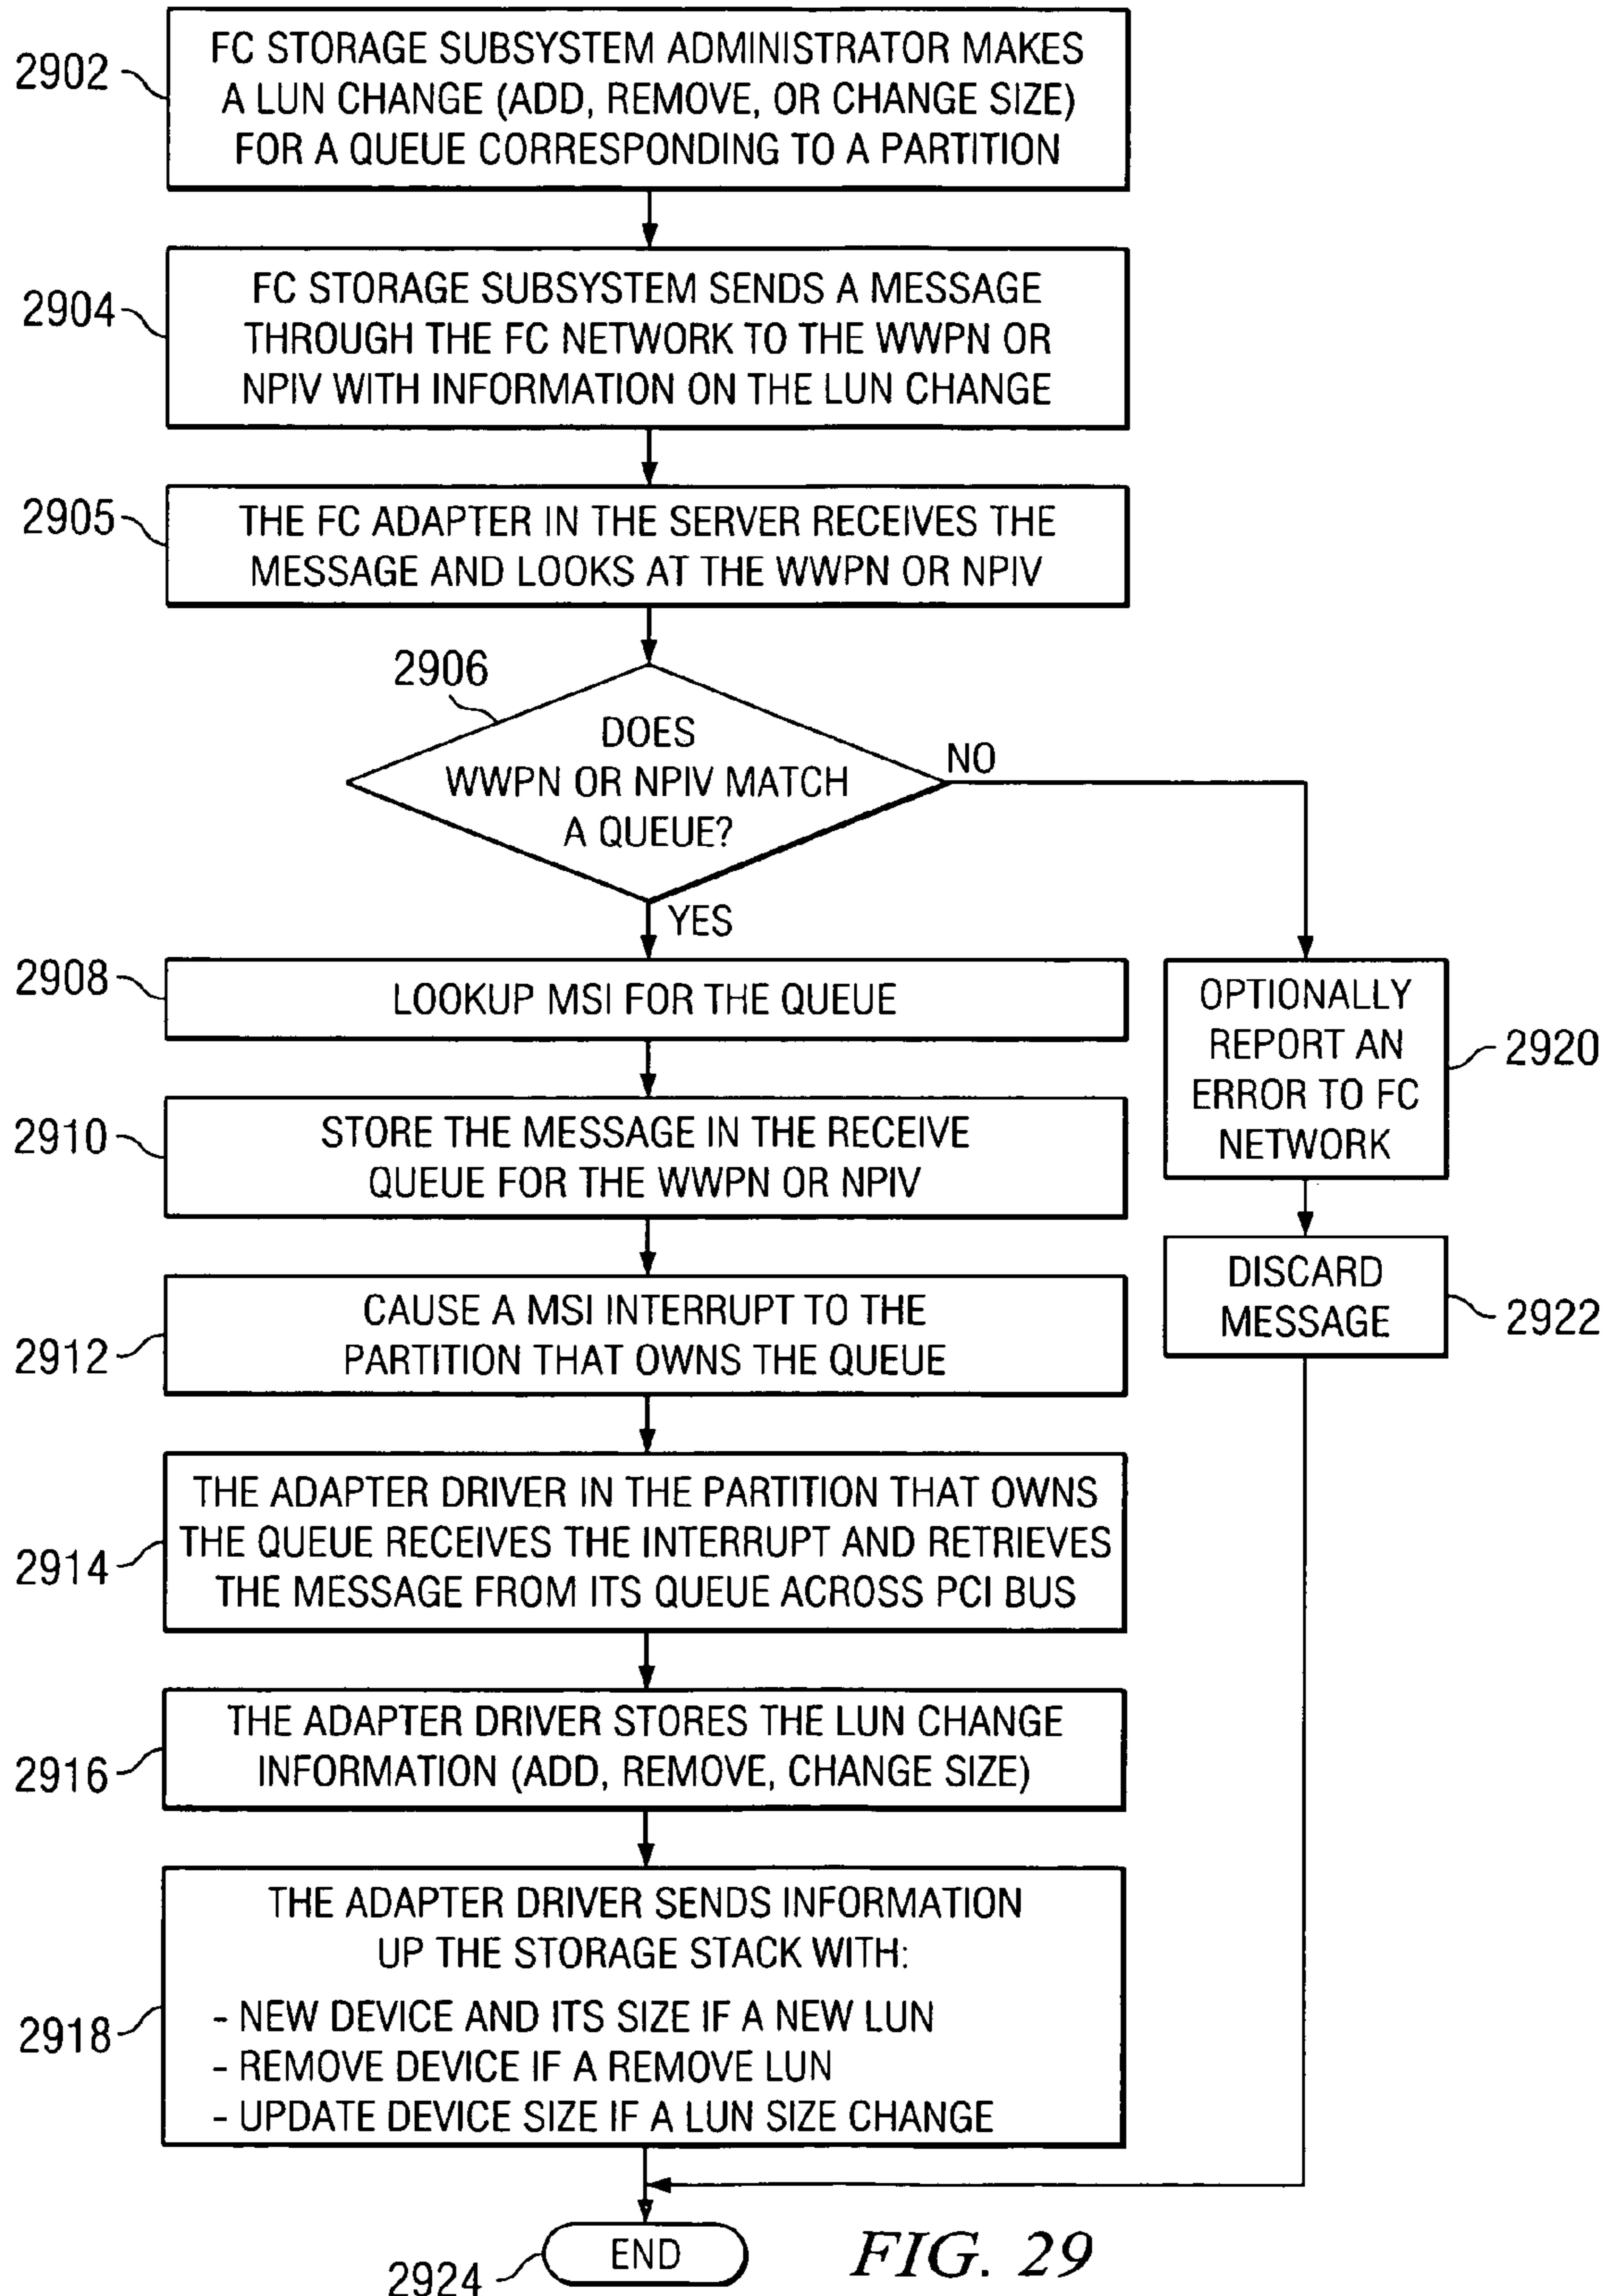 2902
FC STORAGE SUBSYSTEM ADMINISTRATOR MAKES
A LUN CHANGE (ADD, REMOVE, OR CHANGE SIZE)
FOR A QUEUE CORRESPONDING TO A PARTITION
2904
FC STORAGE SUBSYSTEM SENDS A MESSAGE
THROUGH THE FC NETWORK TO THE WWPN OR
NPIV WITH INFORMATION ON THE LUN CHANGE
2905
THE FC ADAPTER IN THE SERVER RECEIVES THE
MESSAGE AND LOOKS AT THE WWPN OR NPIV
2906
DOES
WWPN OR NPIV MATCH
A QUEUE?
NO
YES
2908
LOOKUP MSI FOR THE QUEUE
2910
STORE THE MESSAGE IN THE RECEIVE
QUEUE FOR THE WWPN OR NPIV
2912
CAUSE A MSI INTERRUPT TO THE
PARTITION THAT OWNS THE QUEUE
2914
THE ADAPTER DRIVER IN THE PARTITION THAT OWNS
THE QUEUE RECEIVES THE INTERRUPT AND RETRIEVES
THE MESSAGE FROM ITS QUEUE ACROSS PCI BUS
2916
THE ADAPTER DRIVER STORES THE LUN CHANGE
INFORMATION (ADD, REMOVE, CHANGE SIZE)
2918
THE ADAPTER DRIVER SENDS INFORMATION
UP THE STORAGE STACK WITH:
- NEW DEVICE AND ITS SIZE IF A NEW LUN
- REMOVE DEVICE IF A REMOVE LUN
- UPDATE DEVICE SIZE IF A LUN SIZE CHANGE
OPTIONALLY
REPORT AN
ERROR TO FC
NETWORK
2920
DISCARD
MESSAGE
2922
END
2924
FIG. 29